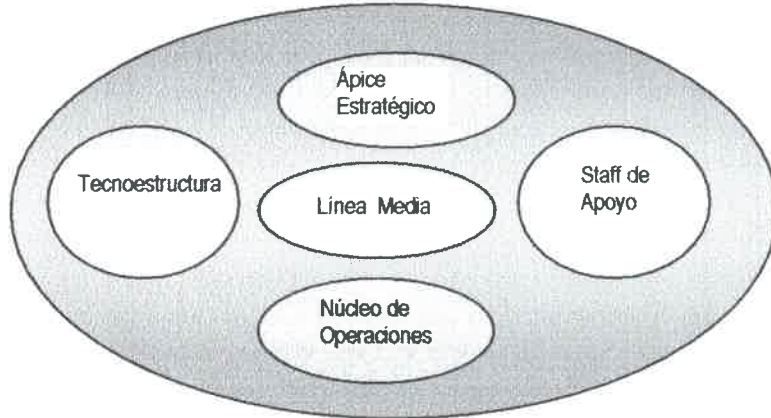 Ápice
Estratégico
Tecnoestructura
Línea Media
Staff de
Apoyo
Núcleo de
Operaciones